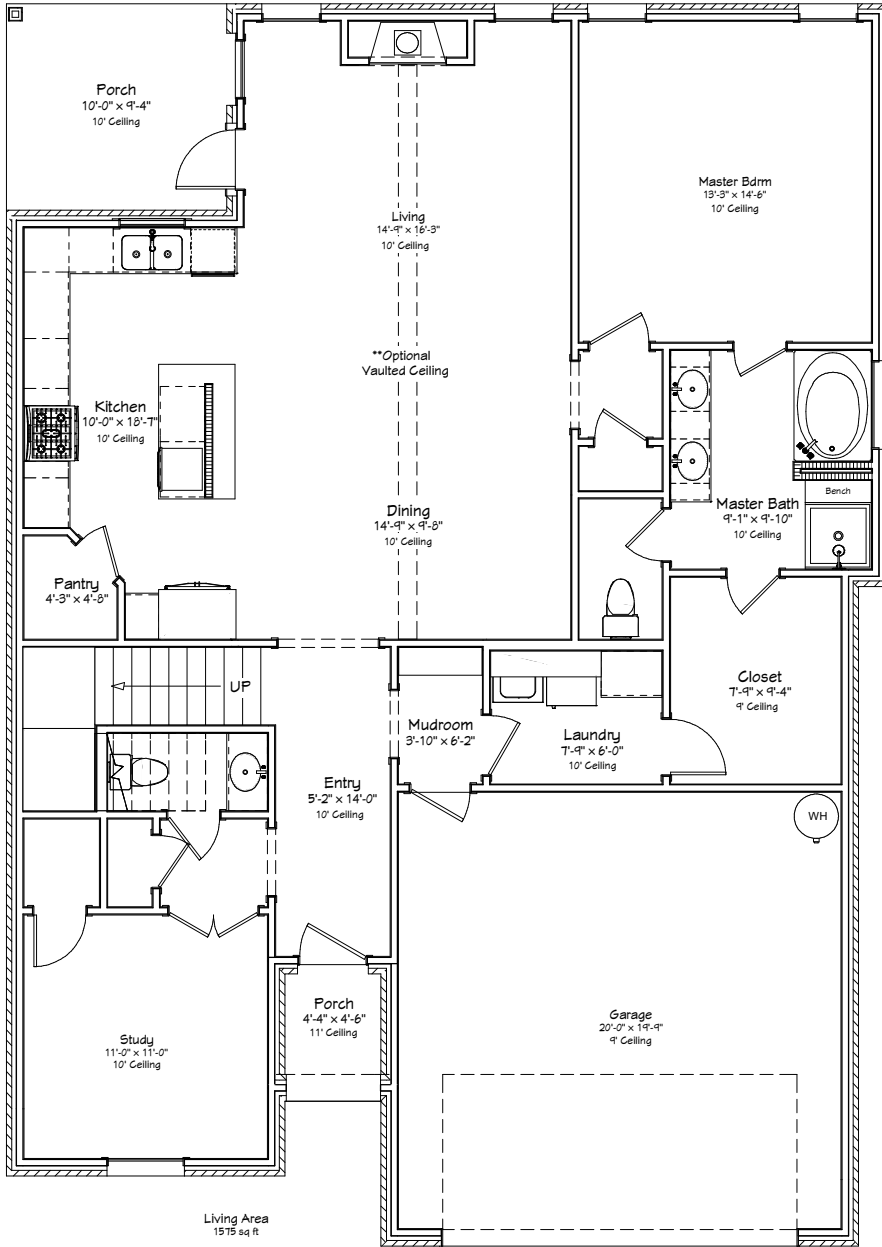 Porch
10'-0" x 9'-4"
10' Ceiling
Living
14'-9" x 16'-3"
10' Ceiling
Master Bdrm
13'-3" x 14'-6"
10' Ceiling
**Optional
Vaulted Ceiling
Kitchen
10'-0" x 18'-7"
10' Ceiling
Bench
Master Bath
9'-1" x 9'-10"
10' Ceiling
Dining
14'-9" x 9'-8"
10' Ceiling
Pantry
4'-3" x 4'-8"
UP
Closet
7'-9" x 9'-4"
9' Ceiling
Mudroom
3'-10" x 6'-2"
Laundry
7'-9" x 6'-0"
10' Ceiling
Entry
5'-2" x 14'-0"
10' Ceiling
WH
Porch
4'-4" x 4'-6"
11' Ceiling
Garage
20'-0" x 19'-9"
9' Ceiling
Study
11'-0" x 11'-0"
10' Ceiling
Living Area
1575 sq ft